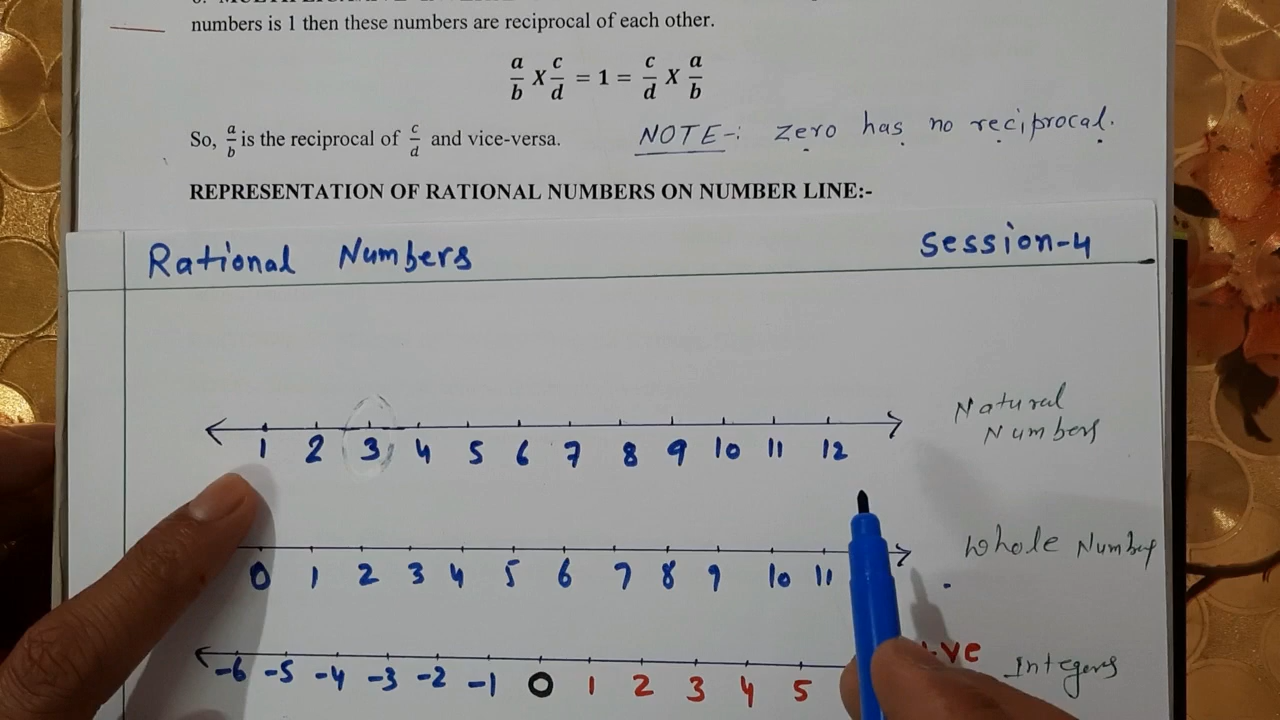 numbers is 1 then these numbers are reciprocal of each other.
a/b X c/d = 1 = c/d X a/b
So, a/b is the reciprocal of c/d and vice-versa. NOTE-: Zero has no reciprocal.
REPRESENTATION OF RATIONAL NUMBERS ON NUMBER LINE:-
Rational Numbers Session-4
1 2 3 4 5 6 7 8 9 10 11 12
Natural
Numbers
0 1 2 3 4 5 6 7 8 9 10 11
Whole
-6 -5 -4 -3 -2 -1 0 1 2 3 4 5
+ve
Integers